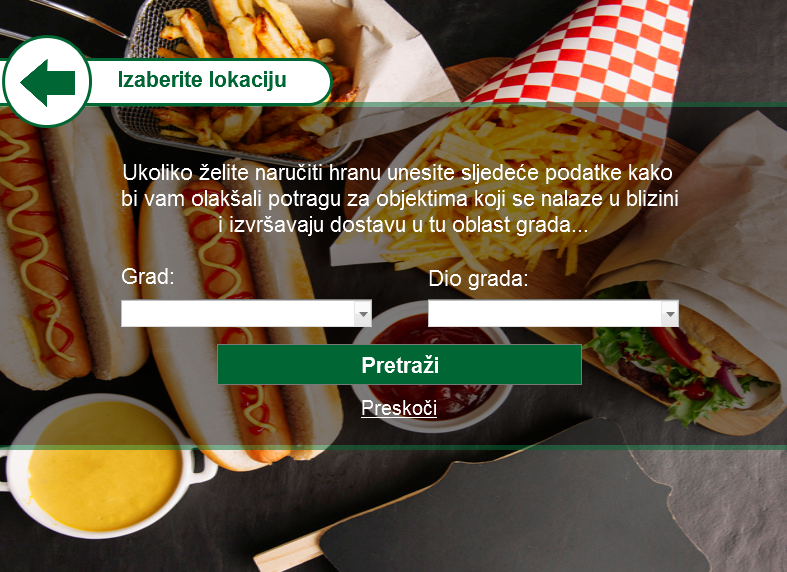 Izaberite lokaciju
Ukoliko želite naručiti hranu unesite sljedeće podatke kako
bi vam olakšali potragu za objektima koji se nalaze u blizini
i izvršavaju dostavu u tu oblast grada...
Grad:
Dio grada:
Pretraži
Preskoči